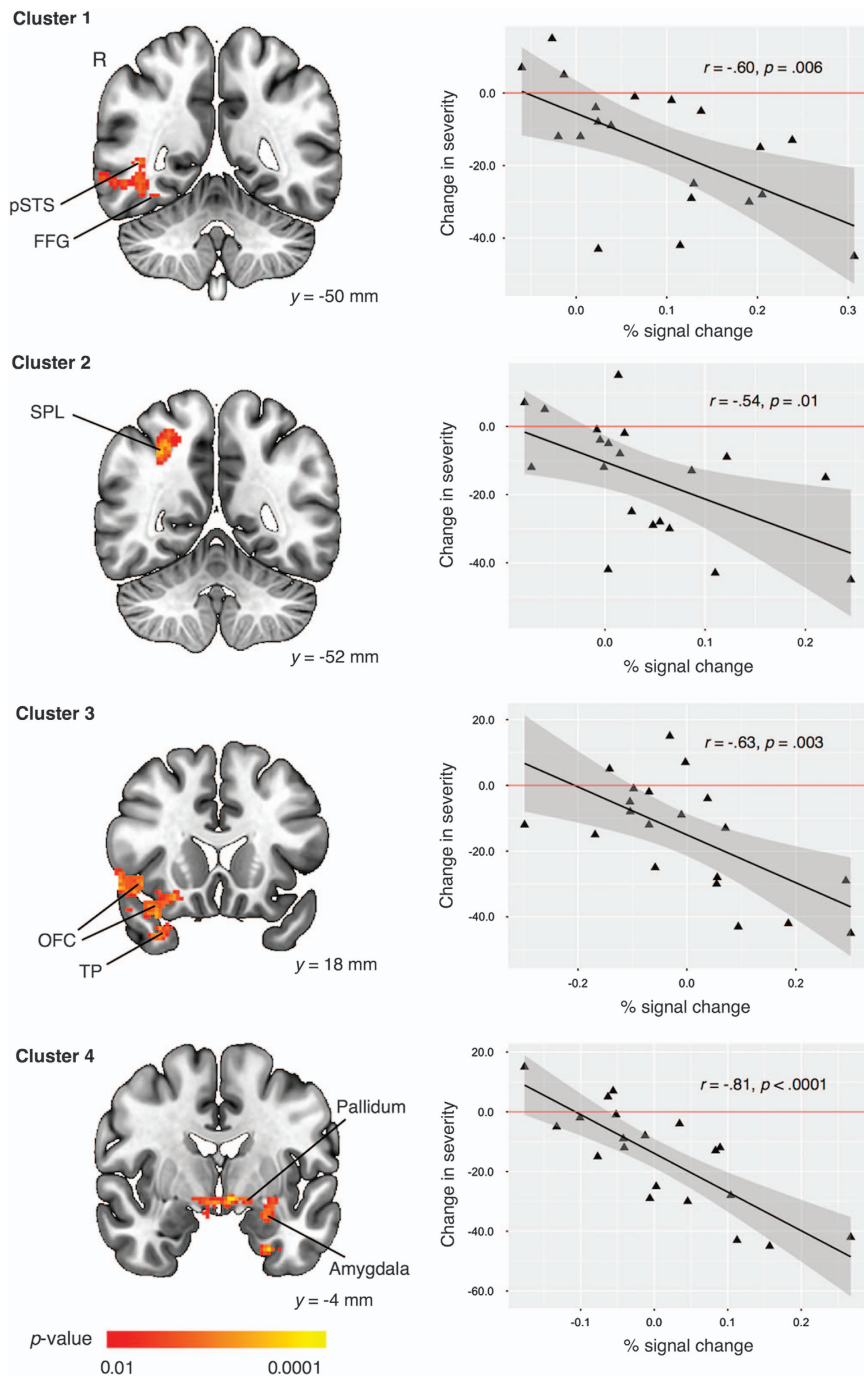 Cluster 1
R
pSTS
FFG
y = -50 mm
r = -.60, p = .006
Change in severity
0.0
-20.0
-40.0
0.0 0.1 0.2 0.3
% signal change
Cluster 2
SPL
y = -52 mm
r = -.54, p = .01
Change in severity
0.0
-20.0
-40.0
0.0 0.1 0.2
% signal change
Cluster 3
OFC
TP
y = 18 mm
r = -.63, p = .003
Change in severity
20.0
0.0
-20.0
-40.0
-0.2 0.0 0.2
% signal change
Cluster 4
Pallidum
Amygdala
y = -4 mm
r = -.81, p < .0001
Change in severity
20.0
0.0
-20.0
-40.0
-60.0
-0.1 0.0 0.1 0.2
% signal change
p-value
0.01 0.0001